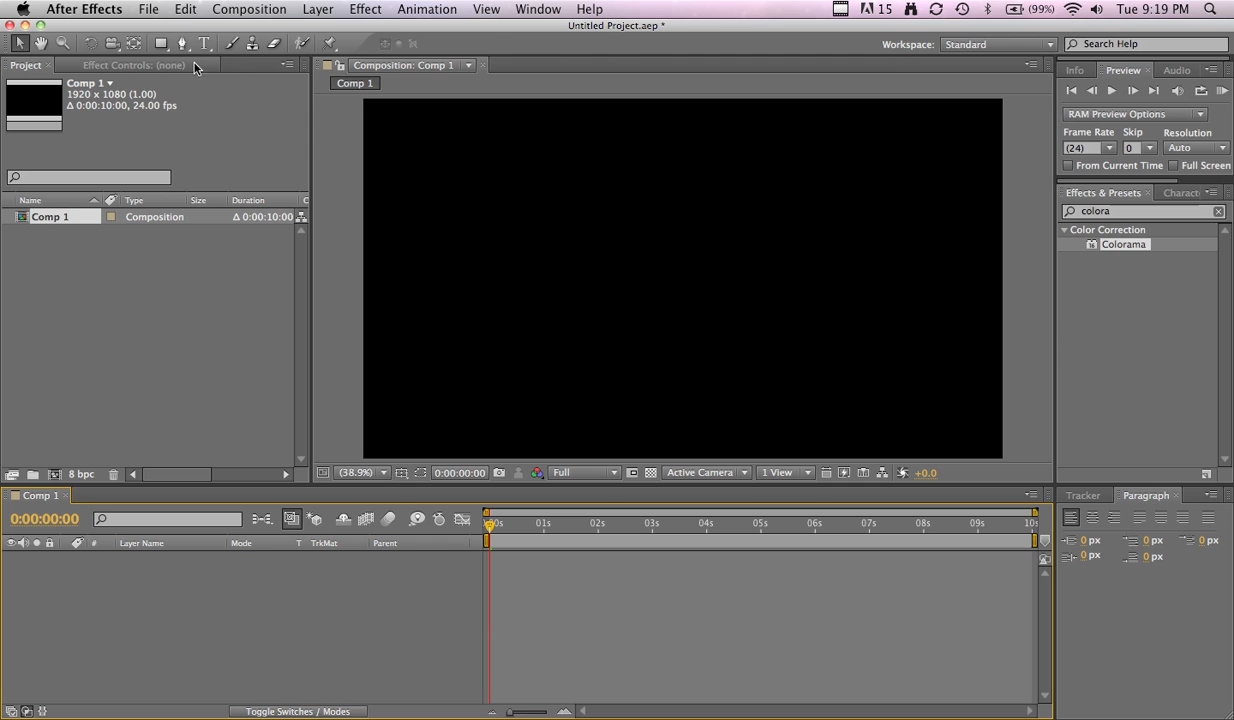 After Effects File Edit Composition Layer Effect Animation View Window Help 15 (99%) Tue 9:19 PM
Untitled Project.aep *
T Workspace: Standard Search Help
Project Effect Controls: (none)
Comp 1
1920 x 1080 (1.00)
Δ 0:00:10:00, 24.00 fps
Name Type Size Duration C
Comp 1 Composition Δ 0:00:10:00
8 bpc
Composition: Comp 1
Comp 1
(38.9%) 0:00:00:00 Full Active Camera 1 View +0.0
Info Preview Audio
RAM Preview Options
Frame Rate Skip Resolution
(24) 0 Auto
From Current Time Full Screen
Effects & Presets Charact
colora
Color Correction
16 Colorama
Comp 1
0:00:00:00
:00s 01s 02s 03s 04s 05s 06s 07s 08s 09s 10s
# Layer Name Mode T TrkMat Parent
Toggle Switches / Modes
Tracker Paragraph
0 px 0 px 0 px
0 px 0 px